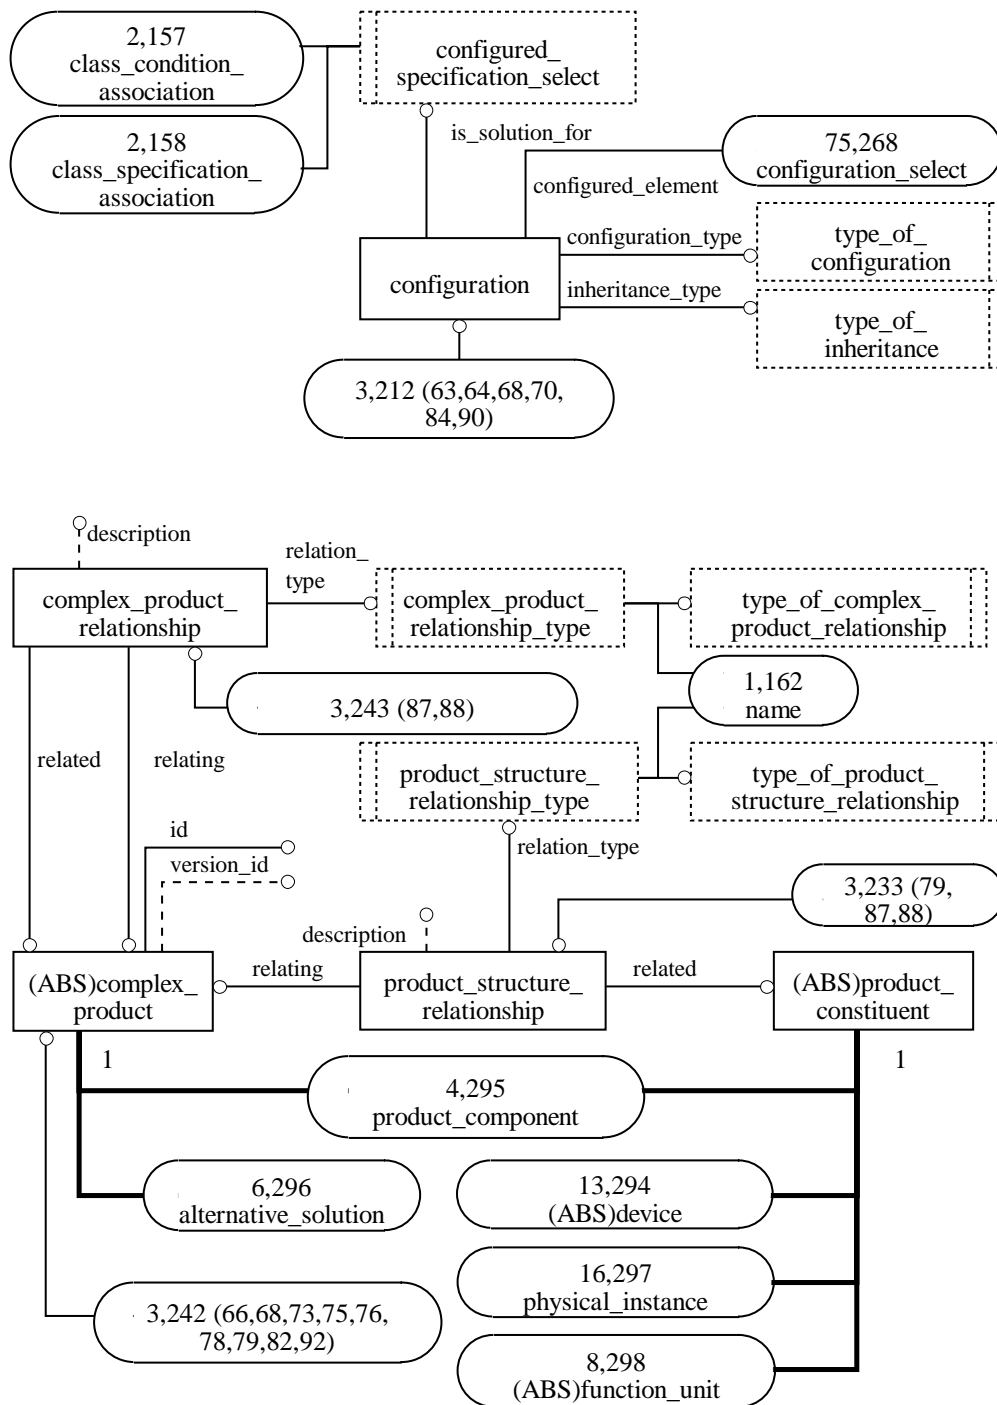 2,157
class_condition_
association
configured_
specification_select
2,158
class_specification_
association
is_solution_for
75,268
configuration_select
configured_element
configuration_type
type_of_
configuration
configuration
inheritance_type
type_of_
inheritance
3,212 (63,64,68,70,
84,90)
description
relation_
type
complex_product_
relationship
complex_product_
relationship_type
type_of_complex_
product_relationship
3,243 (87,88)
1,162
name
related
relating
product_structure_
relationship_type
type_of_product_
structure_relationship
id
version_id
relation_type
3,233 (79,
87,88)
description
(ABS)complex_
product
relating
product_structure_
relationship
related
(ABS)product_
constituent
1
1
4,295
product_component
6,296
alternative_solution
13,294
(ABS)device
16,297
physical_instance
3,242 (66,68,73,75,76,
78,79,82,92)
8,298
(ABS)function_unit